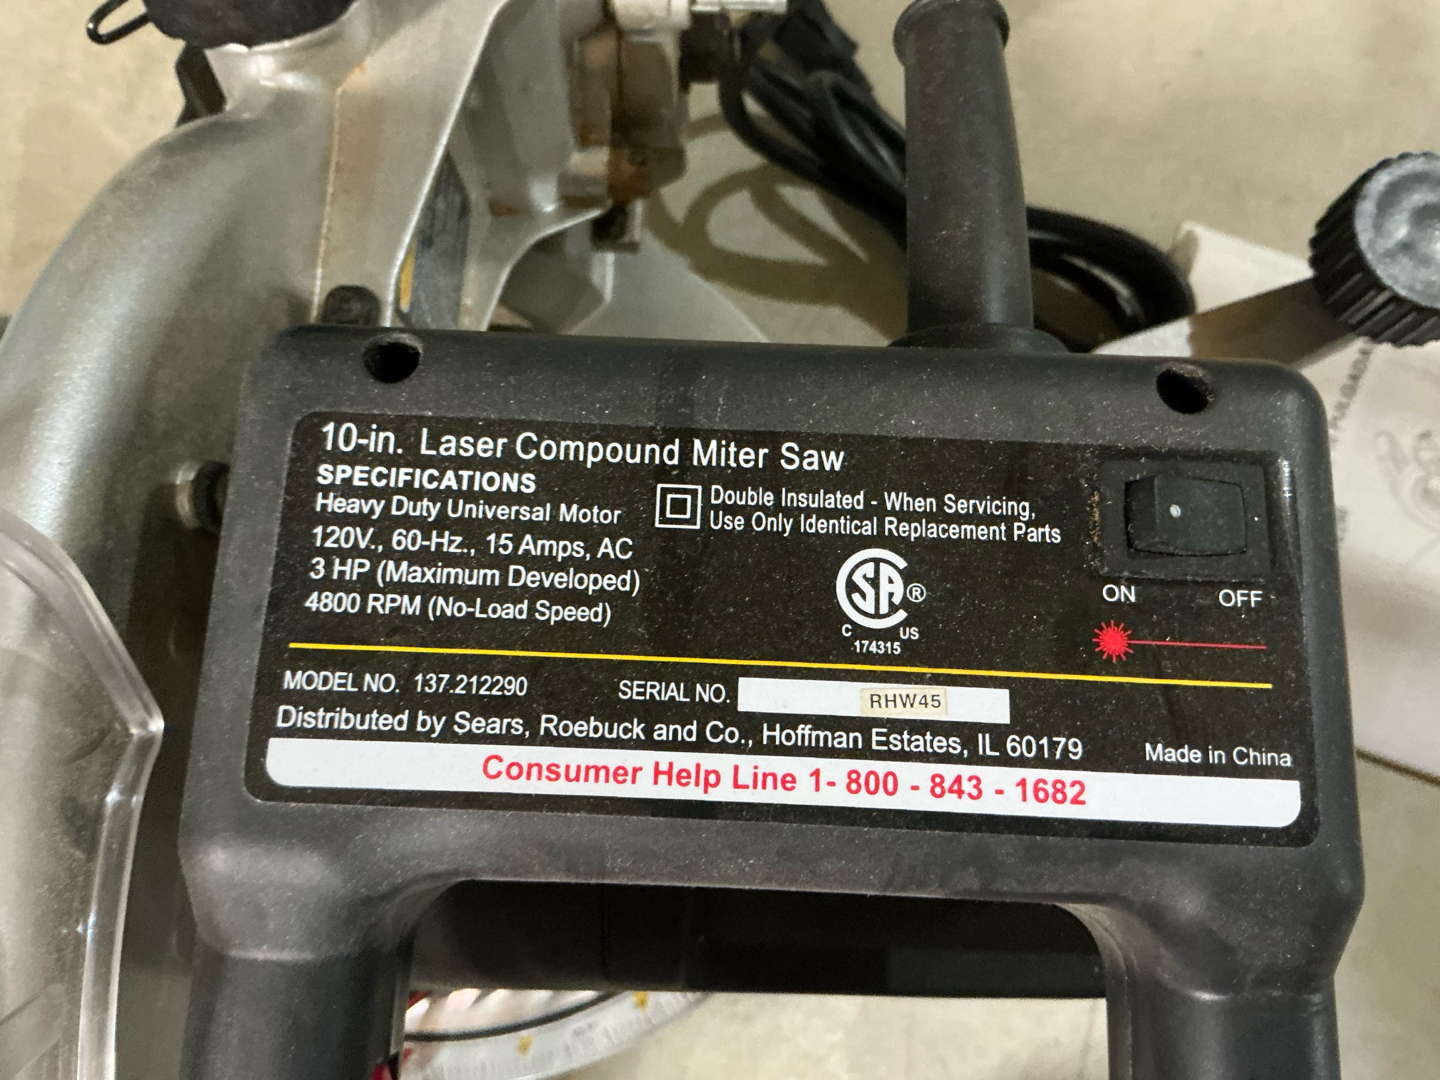 10-in. Laser Compound Miter Saw
SPECIFICATIONS
Heavy Duty Universal Motor
120V., 60-Hz., 15 Amps, AC
3 HP (Maximum Developed)
4800 RPM (No-Load Speed)
Double Insulated - When Servicing,
Use Only Identical Replacement Parts
CSA®
C US
174315
ON OFF
MODEL NO. 137.212290 SERIAL NO. RHW45
Distributed by Sears, Roebuck and Co., Hoffman Estates, IL 60179 Made in China
Consumer Help Line 1- 800 - 843 - 1682